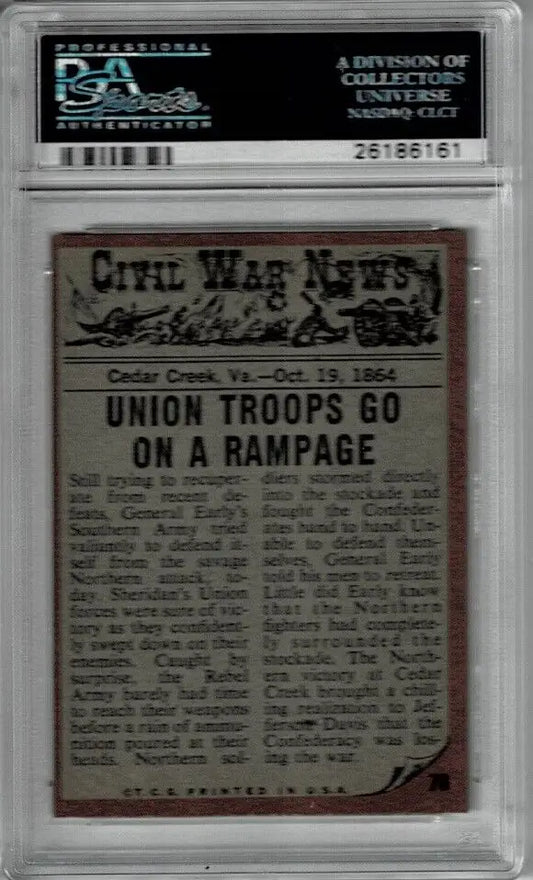 PROFESSIONAL
PSA
Sports
AUTHENTICATOR
A DIVISION OF
COLLECTORS
UNIVERSE
NASDAQ: CLCT
26186161
CIVIL WAR NEWS
Cedar Creek, Va.—Oct. 19, 1864
UNION TROOPS GO
ON A RAMPAGE
Still trying to recuper-
ate from recent de-
feats, General Early's
Southern Army tried
valiantly to defend it-
self from the savage
Northern attack, to-
day. Sheridan's Union
forces were sure of vic-
tory as they confident-
ly swept down on their
enemies. Caught by
surprise, the Rebel
Army barely had time
to reach their weapons
before a rain of ammu-
nition poured at their
heads. Northern sol-
diers stormed directly
into the stockade and
fought the Confeder-
ates hand to hand. Un-
able to defend them-
selves, General Early
told his men to retreat.
Little did Early know
that the Northern
fighters had complete-
ly surrounded the
stockade. The North-
ern victory at Cedar
Creek brought a chill-
ing realization to Jef-
ferson Davis that the
Confederacy was los-
ing the war.
©T.C.G. PRINTED IN U.S.A.
78